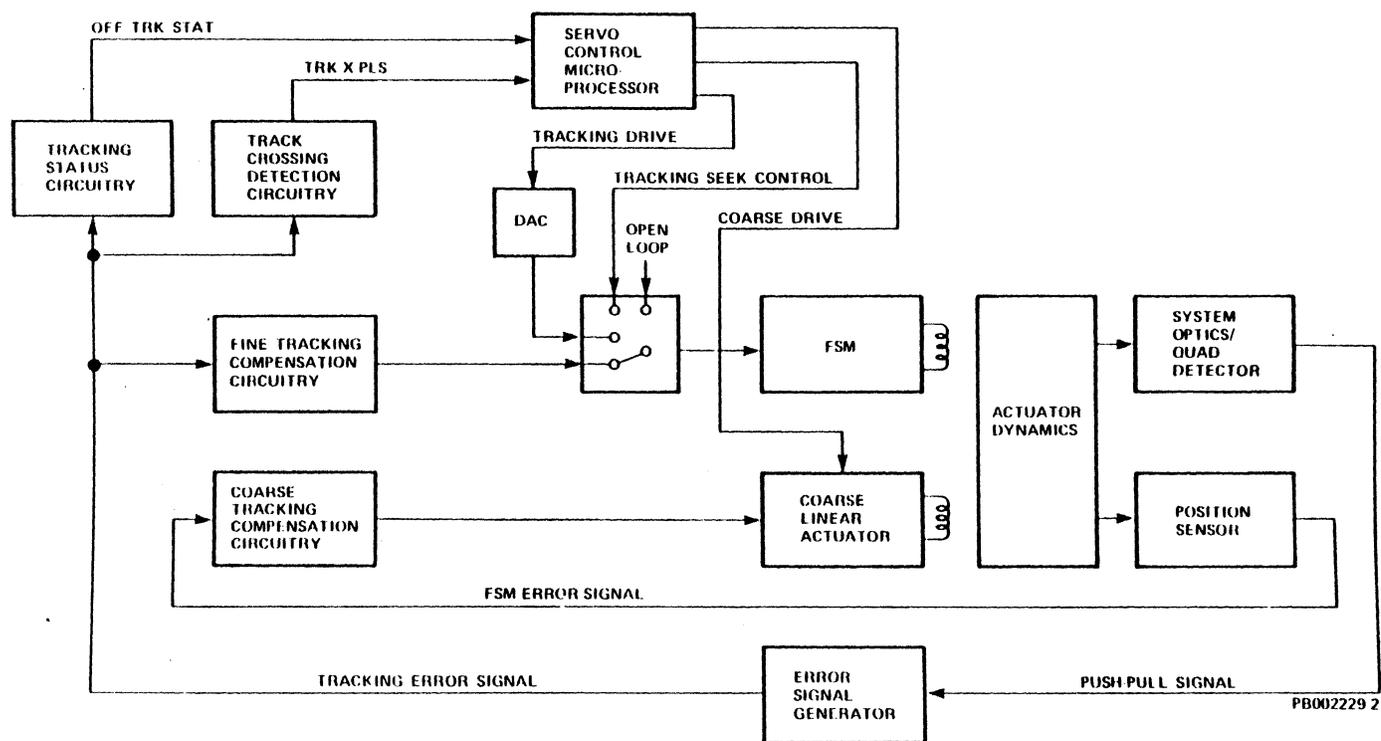 OFF TRK STAT
SERVO
CONTROL
MICRO-
PROCESSOR
TRK X PLS
TRACKING
STATUS
CIRCUITRY
TRACK
CROSSING
DETECTION
CIRCUITRY
TRACKING DRIVE
TRACKING SEEK CONTROL
DAC
COARSE DRIVE
OPEN
LOOP
FINE TRACKING
COMPENSATION
CIRCUITRY
FSM
ACTUATOR
DYNAMICS
SYSTEM
OPTICS/
QUAD
DETECTOR
COARSE
TRACKING
COMPENSATION
CIRCUITRY
COARSE
LINEAR
ACTUATOR
POSITION
SENSOR
FSM ERROR SIGNAL
TRACKING ERROR SIGNAL
ERROR
SIGNAL
GENERATOR
PUSH-PULL SIGNAL
PB002229 2